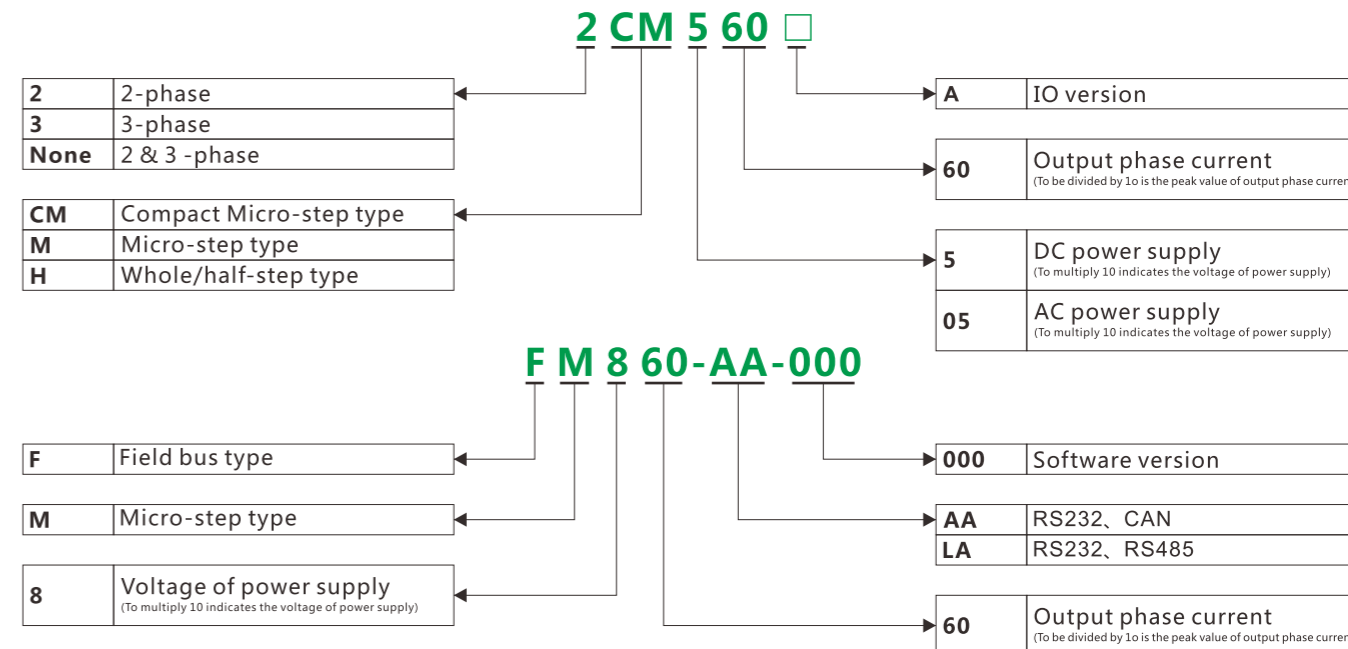 2 CM 5 60 □
2 2-phase
3 3-phase
None 2 & 3 -phase
CM Compact Micro-step type
M Micro-step type
H Whole/half-step type
A IO version
60 Output phase current
(To be divided by 1o is the peak value of output phase curren
5 DC power supply
(To multiply 10 indicates the voltage of power supply)
05 AC power supply
(To multiply 10 indicates the voltage of power supply)
F M 8 60-AA-000
F Field bus type
M Micro-step type
8 Voltage of power supply
(To multiply 10 indicates the voltage of power supply)
000 Software version
AA RS232、CAN
LA RS232、RS485
60 Output phase current
(To be divided by 1o is the peak value of output phase curren